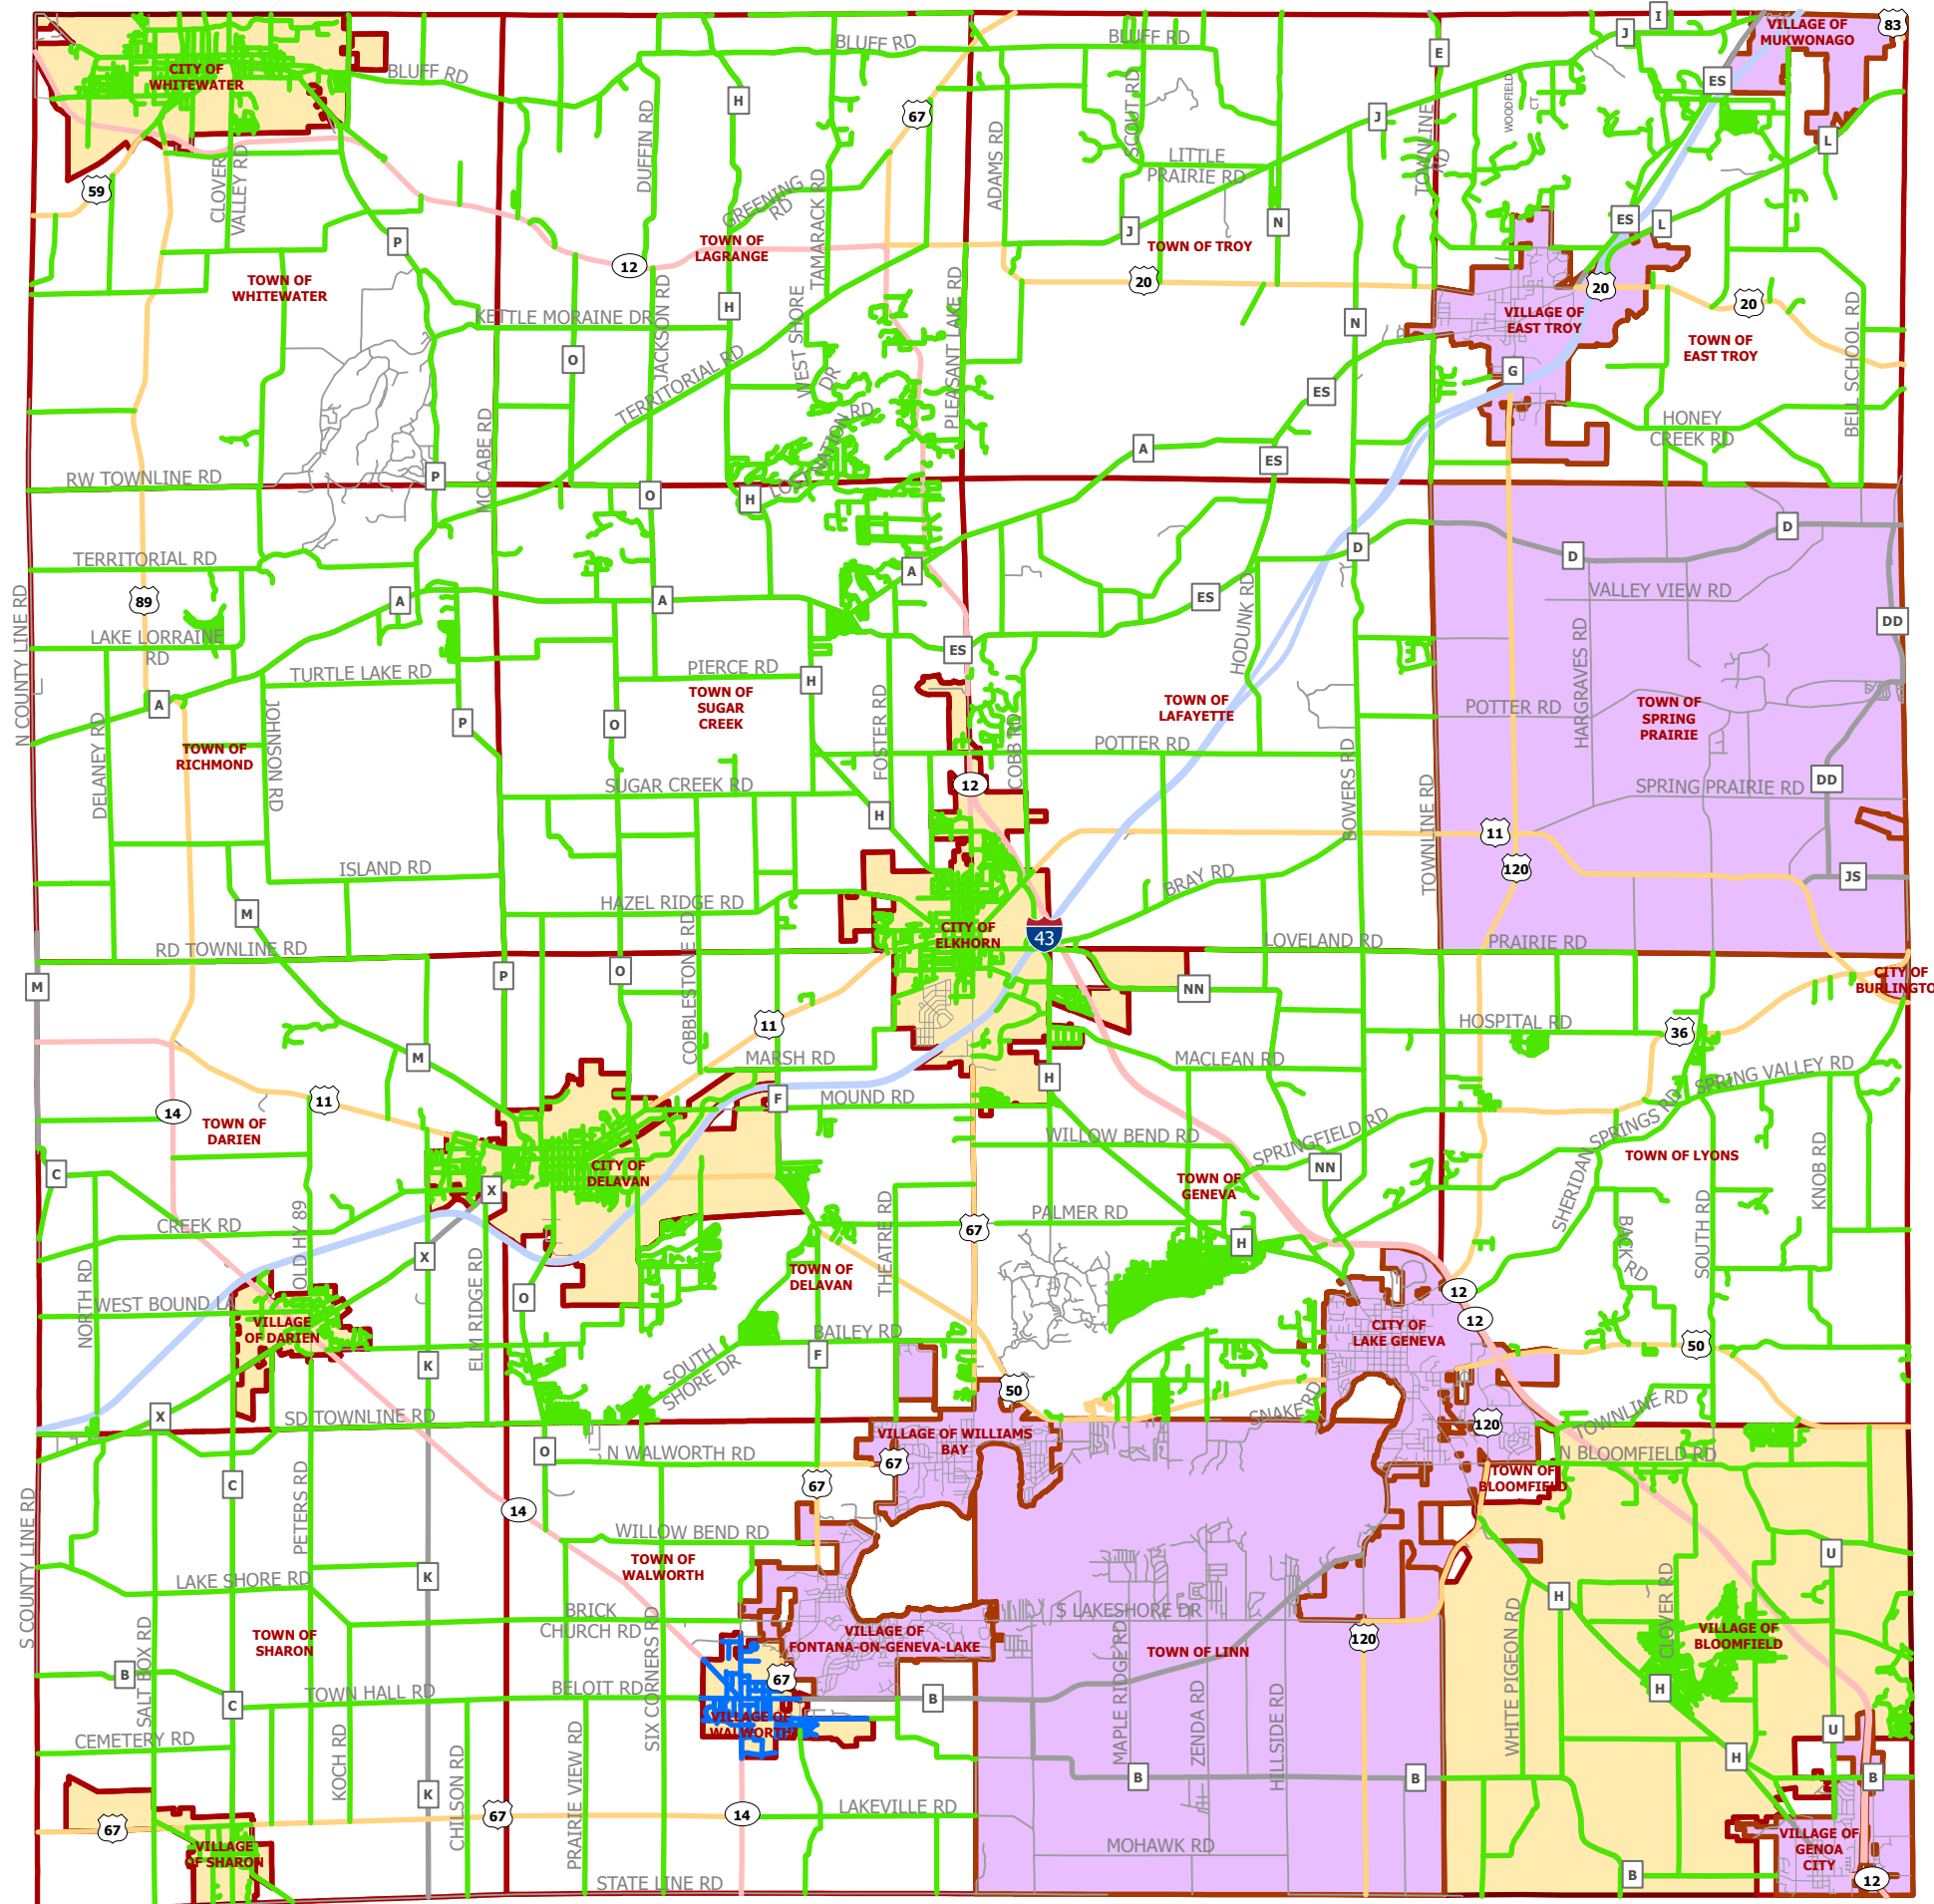 I
VILLAGE OF
MUKWONAGO
83
J
E
BLUFF RD
BLUFF RD
CITY OF
WHITEWATER
BLUFF RD
ES
H
67
SCOUT RD
WOODFIELD
CT
J
DUFFIN RD
ADAMS RD
TOWNLINE
RD
L
LITTLE
PRAIRIE RD
CLOVER
VALLEY RD
59
GREENING
RD
TAMARACK RD
N
ES
L
J
P
TOWN OF
LAGRANGE
TOWN OF TROY
12
TOWN OF
WHITEWATER
20
20
20
JACKSON RD
H
WEST SHORE
DR
PLEASANT LAKE RD
KETTLE MORAINE DR
N
VILLAGE OF
EAST TROY
TOWN OF
EAST TROY
BELL SCHOOL RD
O
TERRITORIAL RD
G
ES
HONEY
CREEK RD
MCCABE RD
A
ES
RW TOWNLINE RD
P
O
H
D
D
D
TERRITORIAL RD
A
89
A
A
ES
VALLEY VIEW RD
N COUNTY LINE RD
HODUNK RD
DD
LAKE LORRAINE
RD
ES
TURTLE LAKE RD
PIERCE RD
H
HARGRAVES RD
A
P
O
TOWN OF
SUGAR
CREEK
FOSTER RD
TOWN OF
LAFAYETTE
POTTER RD
TOWN OF
SPRING
PRAIRIE
DELANEY RD
JOHNSON RD
TOWN OF
RICHMOND
COBB RD
POTTER RD
BOWERS RD
TOWNLINE RD
SUGAR CREEK RD
12
DD
SPRING PRAIRIE RD
H
11
120
ISLAND RD
BRAY RD
JS
M
HAZEL RIDGE RD
CITY OF
ELKHORN
43
LOVELAND RD
PRAIRIE RD
RD TOWNLINE RD
COBBLESTONE RD
M
P
O
NN
CITY OF
BURLINGTO
11
HOSPITAL RD
36
M
MARSH RD
MACLEAN RD
SPRING VALLEY RD
H
F
MOUND RD
11
14
TOWN OF
DARIEN
WILLOW BEND RD
SPRINGFIELD RD
SHERIDAN SPRINGS RD
TOWN OF LYONS
KNOB RD
C
CITY OF
DELAVAN
NN
TOWN OF
GENEVA
X
THEATRE RD
67
PALMER RD
CREEK RD
OLD HY 89
SOUTH RD
BACK RD
H
X
NORTH RD
ELM RIDGE RD
TOWN OF
DELAVAN
WEST BOUND LA
O
12
12
VILLAGE
OF DARIEN
CITY OF
LAKE GENEVA
BAILEY RD
F
50
K
SOUTH
SHORE DR
50
SNAKE RD
X
SD TOWNLINE RD
TOWNLINE RD
120
VILLAGE OF WILLIAMS
BAY
O
N WALWORTH RD
N BLOOMFIELD RD
67
67
C
TOWN OF
BLOOMFIELD
PETERS RD
S COUNTY LINE RD
14
WILLOW BEND RD
U
TOWN OF
WALWORTH
K
LAKE SHORE RD
H
BRICK
CHURCH RD
S LAKESHORE DR
CLOVER RD
WHITE PIGEON RD
TOWN OF
SHARON
SIX CORNERS RD
VILLAGE OF
FONTANA-ON-GENEVA-LAKE
MAPLE RIDGE RD
TOWN OF LINN
120
VILLAGE OF
BLOOMFIELD
SALT BOX RD
B
67
H
TOWN HALL RD
BELOIT RD
B
C
ZENDA RD
HILLSIDE RD
VILLAGE OF
WALWORTH
U
CEMETERY RD
KOCH RD
CHILSON RD
PRAIRIE VIEW RD
H
B
B
B
K
67
67
14
LAKEVILLE RD
VILLAGE
OF SHARON
MOHAWK RD
VILLAGE OF
GENOA
CITY
B
STATE LINE RD
12